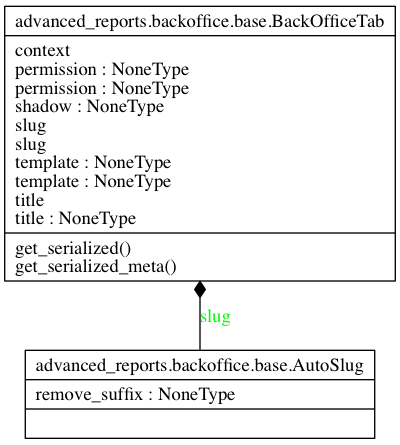 advanced_reports.backoffice.base.BackOfficeTab
context
permission : NoneType
permission : NoneType
shadow : NoneType
slug
slug
template : NoneType
template : NoneType
title
title : NoneType
get_serialized()
get_serialized_meta()
slug
advanced_reports.backoffice.base.AutoSlug
remove_suffix : NoneType